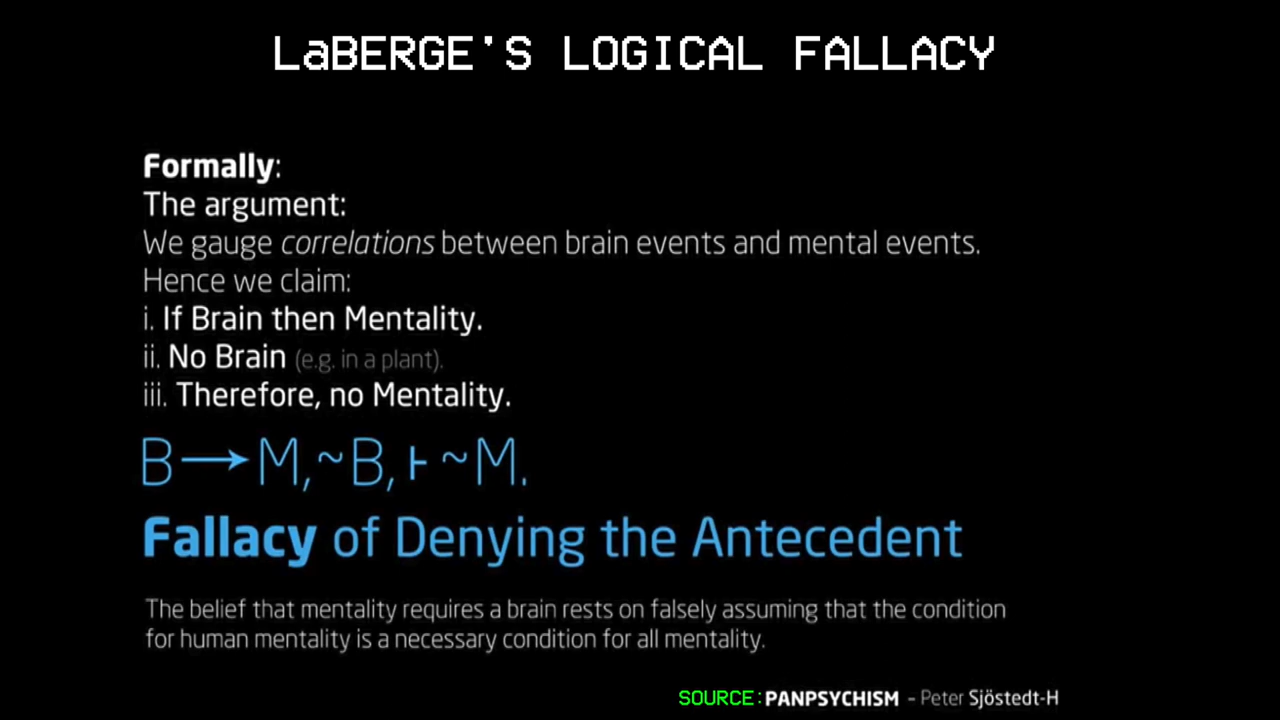 LaBERGE'S LOGICAL FALLACY
Formally:
The argument:
We gauge correlations between brain events and mental events.
Hence we claim:
i. If Brain then Mentality.
ii. No Brain (e.g. in a plant).
iii. Therefore, no Mentality.
B→M,~B,⊢~M.
Fallacy of Denying the Antecedent
The belief that mentality requires a brain rests on falsely assuming that the condition
for human mentality is a necessary condition for all mentality.
SOURCE: PANPSYCHISM – Peter Sjöstedt-H